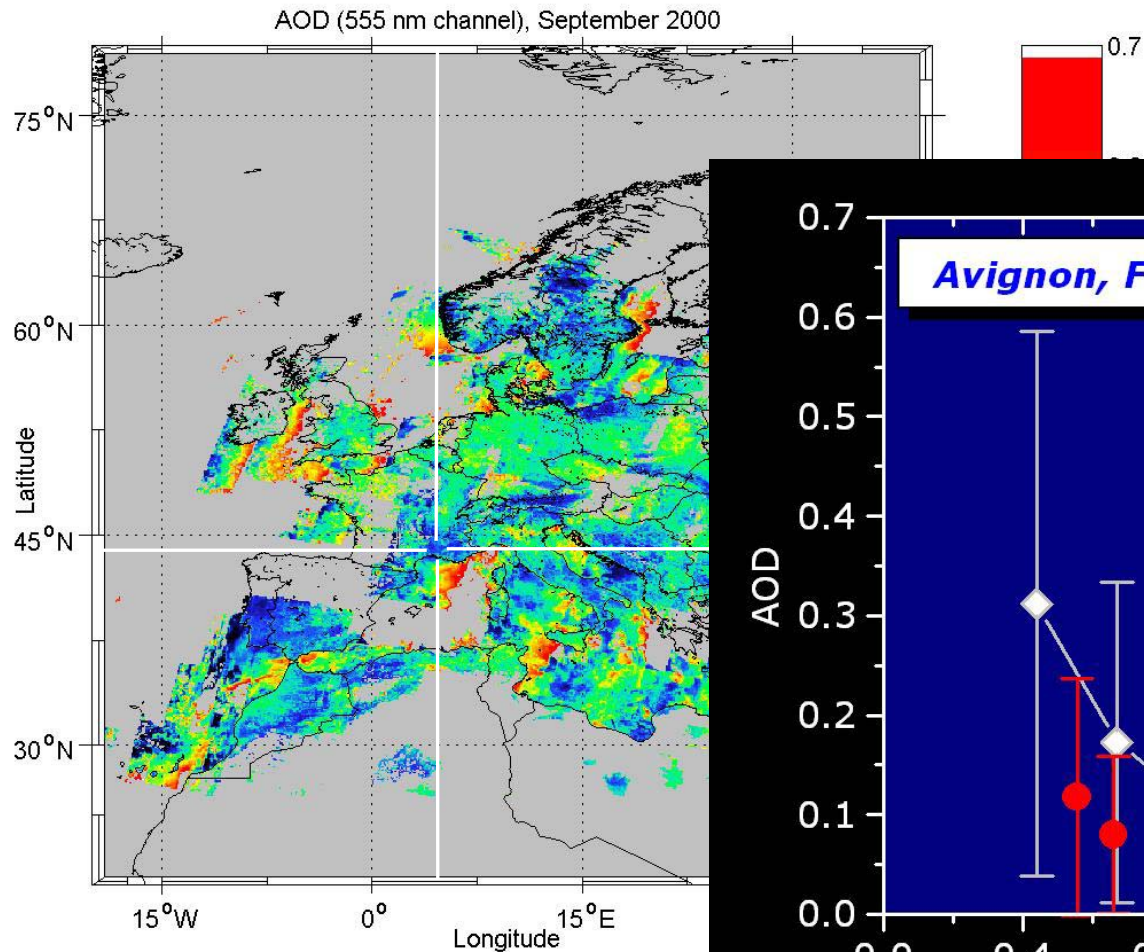 AOD (555 nm channel), September 2000
0.7
75°N
60°N
45°N
30°N
Latitude
15°W
0°
15°E
Longitude
Avignon, F
0.7
0.6
0.5
0.4
0.3
0.2
0.1
0.0
AOD